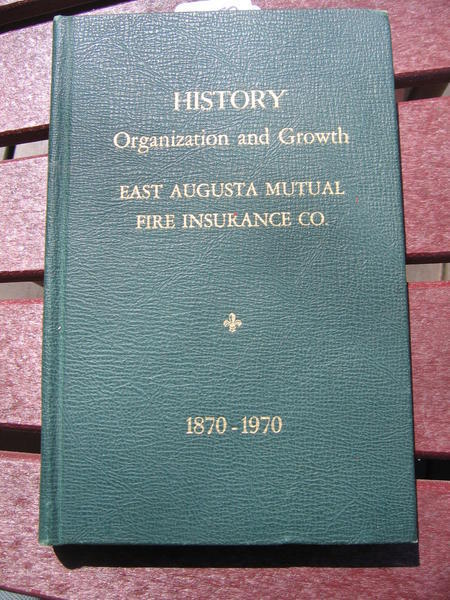 HISTORY
Organization and Growth
EAST AUGUSTA MUTUAL
FIRE INSURANCE CO.
1870-1970